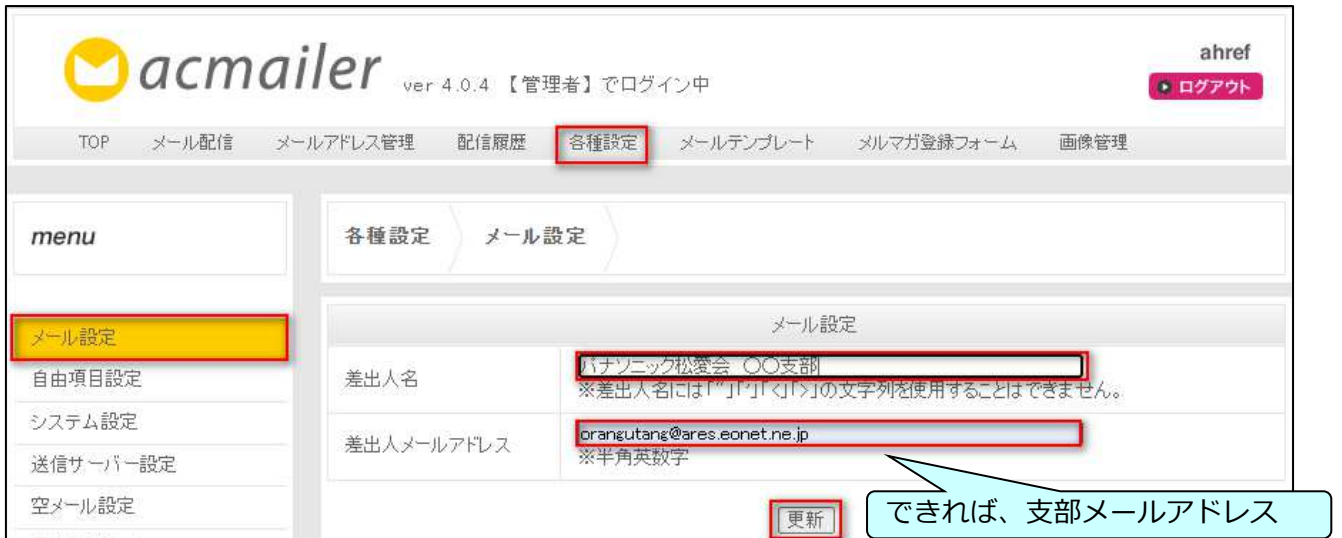 acmailer ver 4.0.4 【管理者】でログイン中
ahref
ログアウト
TOP メール配信 メールアドレス管理 配信履歴 各種設定 メールテンプレート メルマガ登録フォーム 画像管理
menu
各種設定 メール設定
メール設定
自由項目設定
システム設定
送信サーバー設定
空メール設定
メール設定
差出人名
パナソニック松愛会 〇〇支部
※差出人名には「"」「'」「<」「>」の文字列を使用することはできません。
差出人メールアドレス
orangutang@ares.eonet.ne.jp
※半角英数字
更新
できれば、支部メールアドレス